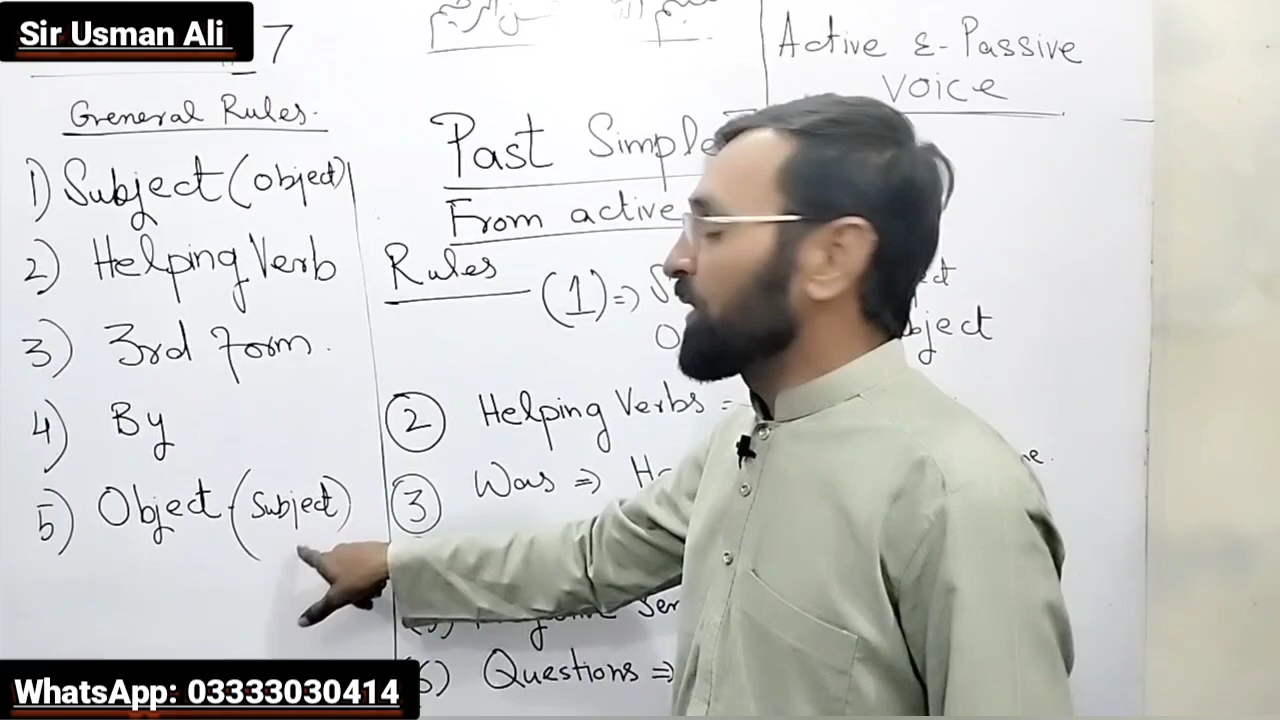 Sir Usman Ali
7
Active &- Passive
Voice
General Rules.
1) Subject (object)
2) Helping Verb
3) 3rd Form.
4) By
5) Object (Subject)
Past Simple
From active
Rules
(1) =>
2 Helping Verbs =
3 Was =>
(6) Questions =>
WhatsApp: 03333030414